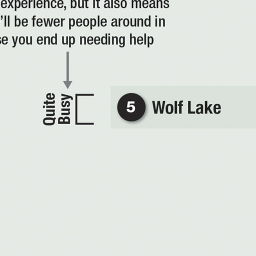 experience, but it also means
'll be fewer people around in
se you end up needing help
Quite
Busy
5 Wolf Lake